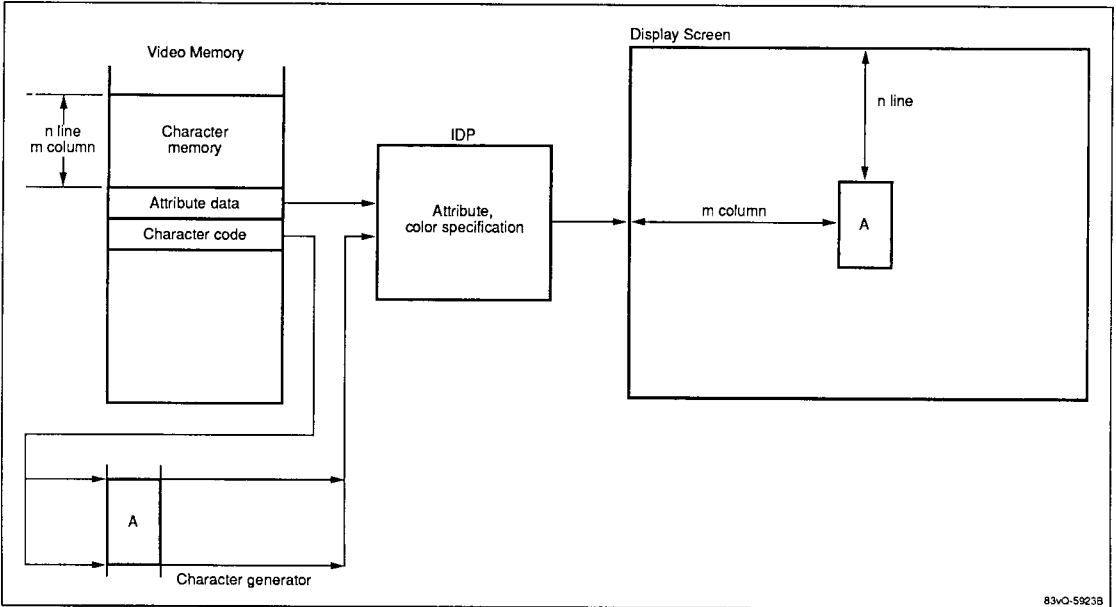 Video Memory
n line
m column
Character
memory
Attribute data
Character code
IDP
Attribute,
color specification
Display Screen
n line
m column
A
A
Character generator
83vQ-5923B